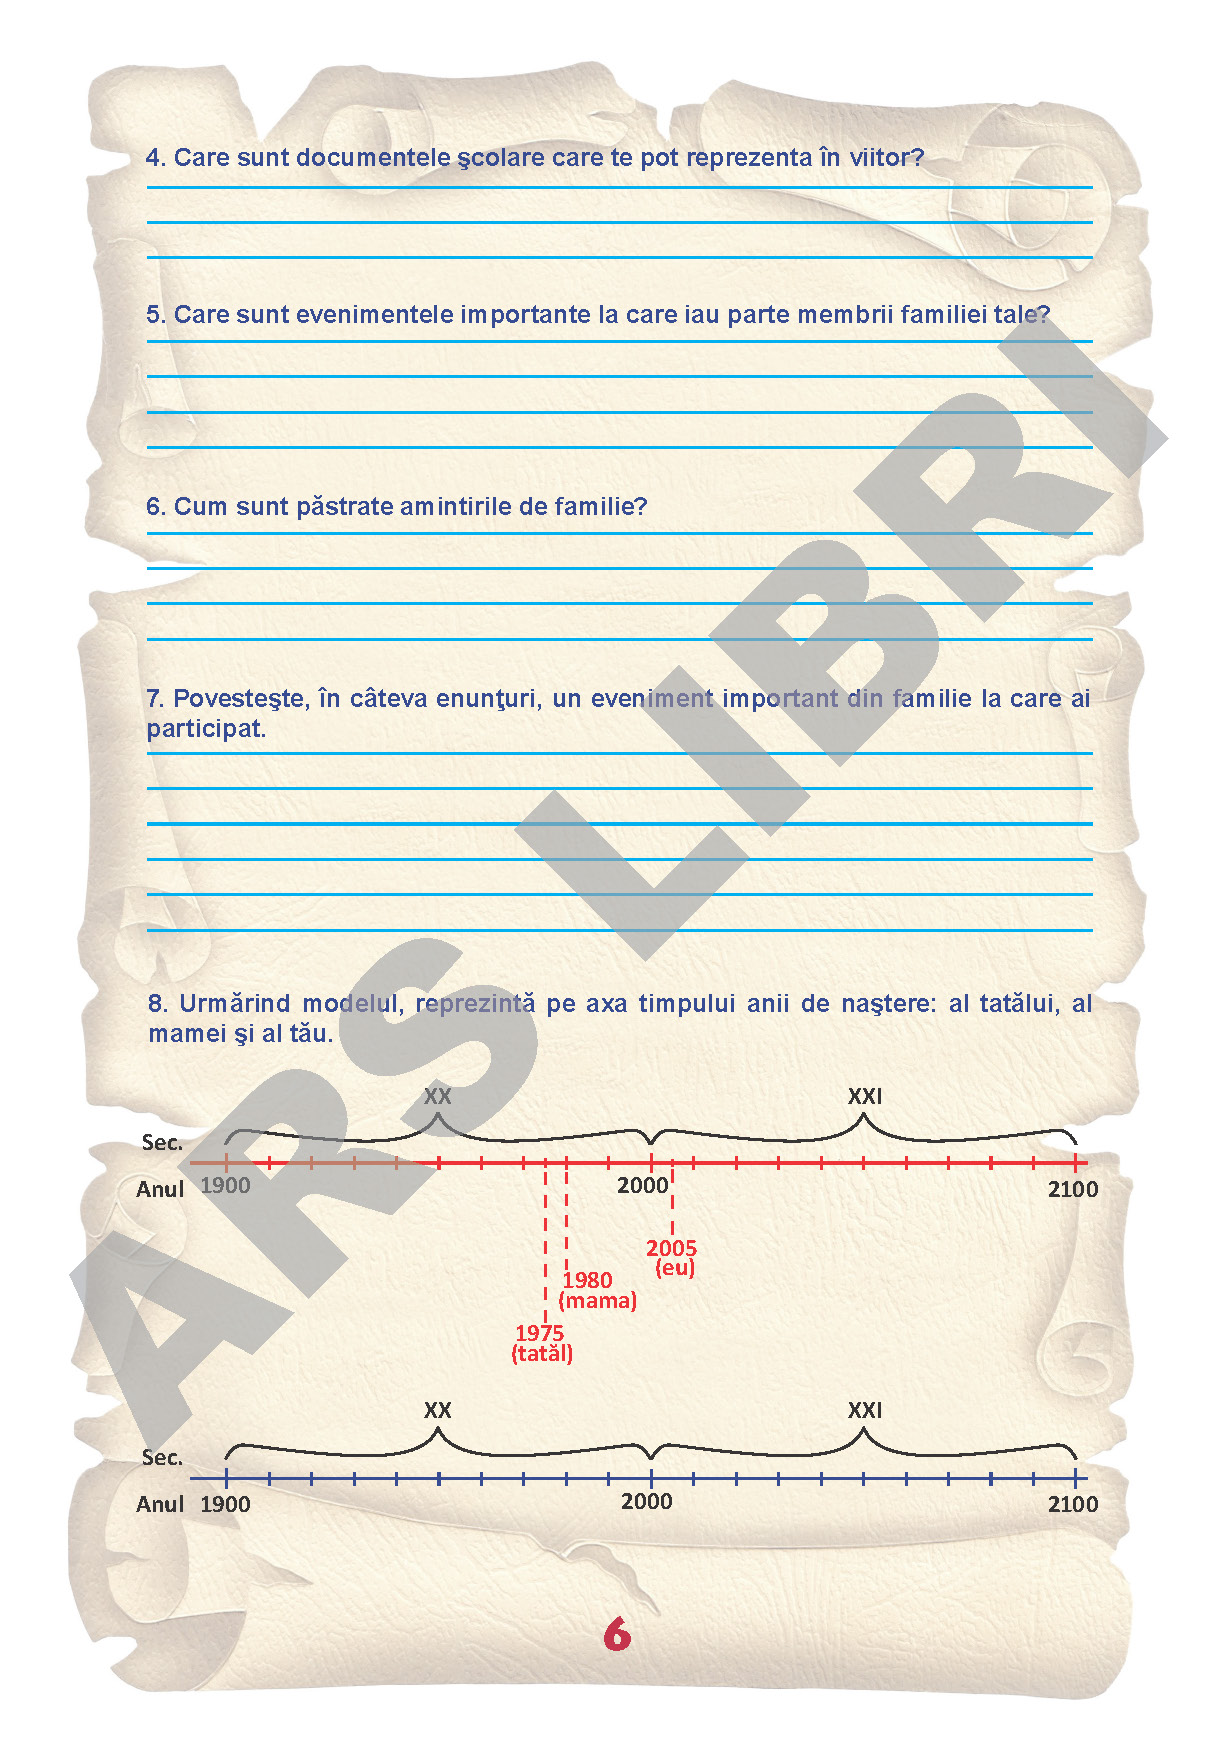 4. Care sunt documentele şcolare care te pot reprezenta în viitor?
5. Care sunt evenimentele importante la care iau parte membrii familiei tale?
6. Cum sunt păstrate amintirile de familie?
7. Povesteşte, în câteva enunţuri, un eveniment important din familie la care ai
participat.
8. Urmărind modelul, reprezintă pe axa timpului anii de naştere: al tatălui, al
mamei şi al tău.
XX XXI
Sec.
Anul 1900 2000 2100
2005
(eu)
1980
(mama)
1975
(tatăl)
XX XXI
Sec.
Anul 1900 2000 2100
6
ARS LIBRI